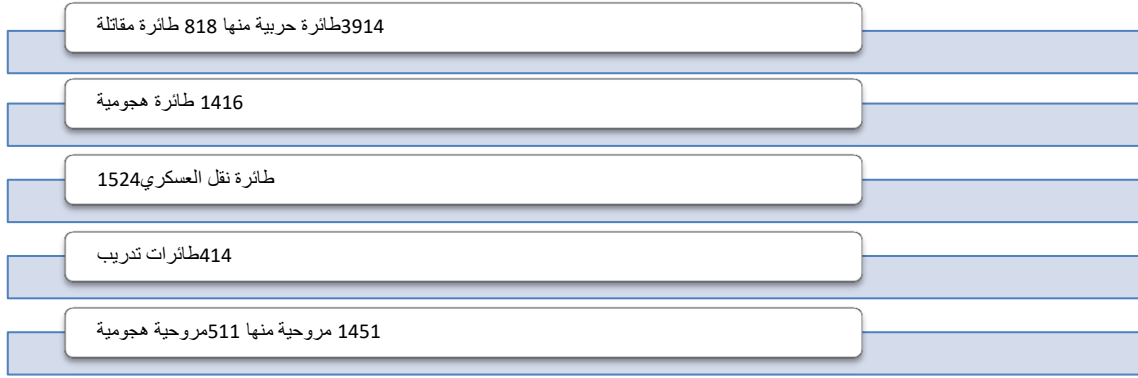 3914طائرة حربية منها 818 طائرة مقاتلة
1416 طائرة هجومية
طائرة نقل العسكري1524
414طائرات تدريب
1451 مروحية منها 511مروحية هجومية